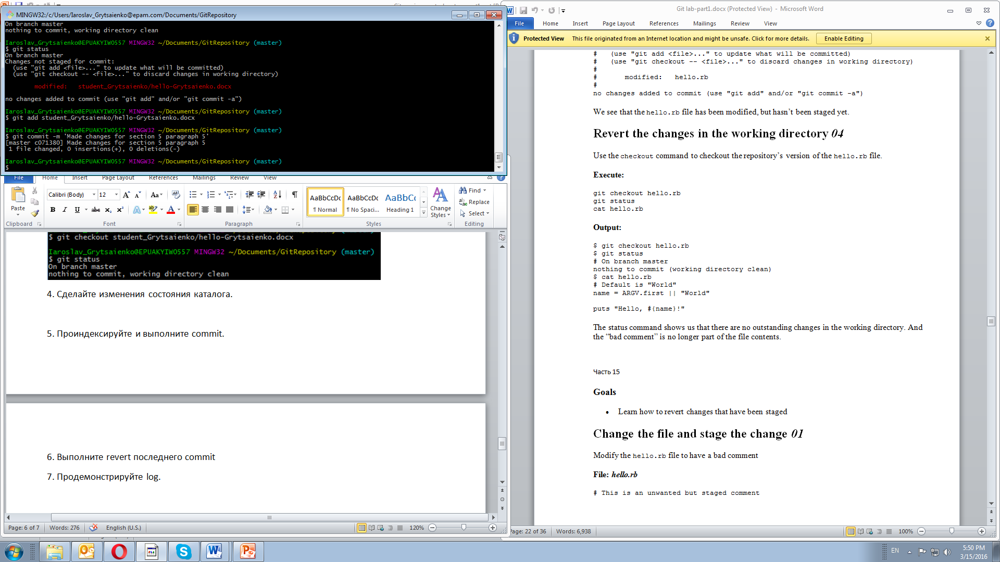 MINGW32:/c/Users/Iaroslav_Grytsaienko@epam.com/Documents/GitRepository
On branch master
nothing to commit, working directory clean
Iaroslav_Grytsaienko@EPUAKYIW0557 MINGW32 ~/Documents/GitRepository (master)
$ git status
On branch master
Changes not staged for commit:
(use "git add <file>..." to update what will be committed)
(use "git checkout -- <file>..." to discard changes in working directory)
modified: student_Grytsaienko/hello-Grytsaienko.docx
no changes added to commit (use "git add" and/or "git commit -a")
Iaroslav_Grytsaienko@EPUAKYIW0557 MINGW32 ~/Documents/GitRepository (master)
$ git add student_Grytsaienko/hello-Grytsaienko.docx
Iaroslav_Grytsaienko@EPUAKYIW0557 MINGW32 ~/Documents/GitRepository (master)
$ git commit -m 'Made changes for section 5 paragraph 5'
[master c071380] Made changes for section 5 paragraph 5
1 file changed, 0 insertions(+), 0 deletions(-)
Iaroslav_Grytsaienko@EPUAKYIW0557 MINGW32 ~/Documents/GitRepository (master)
$
File Home Insert Page Layout References Mailings Review View
Paste
Calibri (Body) 12
Clipboard Font Paragraph Styles Editing
AaBbCcDc AaBbCcDc AaBbCc
¶ Normal ¶ No Spaci... Heading 1
Change Styles
Find
Replace
Select
$ git checkout student_Grytsaienko/hello-Grytsaienko.docx
Iaroslav_Grytsaienko@EPUAKYIW0557 MINGW32 ~/Documents/GitRepository (master)
$ git status
On branch master
nothing to commit, working directory clean
4. Сделайте изменения состояния каталога.
5. Проиндексируйте и выполните commit.
6. Выполните revert последнего commit
7. Продемонстрируйте log.
Page: 6 of 7 Words: 276 English (U.S.) 120%
Git lab-part1.docx (Protected View) - Microsoft Word
File Home Insert Page Layout References Mailings Review View
Protected View This file originated from an Internet location and might be unsafe. Click for more details. Enable Editing
# (use "git add <file>..." to update what will be committed)
# (use "git checkout -- <file>..." to discard changes in working directory)
#
# modified: hello.rb
#
no changes added to commit (use "git add" and/or "git commit -a")
We see that the hello.rb file has been modified, but hasn't been staged yet.
Revert the changes in the working directory 04
Use the checkout command to checkout the repository's version of the hello.rb file.
Execute:
git checkout hello.rb
git status
cat hello.rb
Output:
$ git checkout hello.rb
$ git status
# On branch master
nothing to commit (working directory clean)
$ cat hello.rb
# Default is "World"
name = ARGV.first || "World"
puts "Hello, #{name}!"
The status command shows us that there are no outstanding changes in the working directory. And
the “bad comment” is no longer part of the file contents.
Часть 15
Goals
• Learn how to revert changes that have been staged
Change the file and stage the change 01
Modify the hello.rb file to have a bad comment
File: hello.rb
# This is an unwanted but staged comment
Page: 22 of 36 Words: 6,938 100%
EN
5:50 PM
3/15/2016